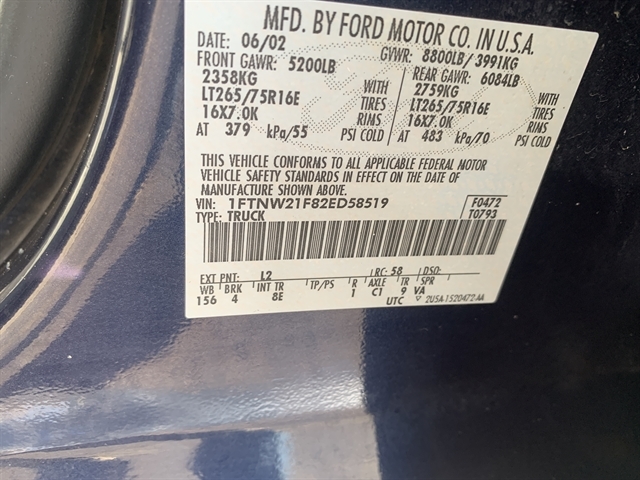 MFD. BY FORD MOTOR CO. IN U.S.A.
DATE: 06/02 GVWR: 8800LB/ 3991KG
FRONT GAWR: 5200LB REAR GAWR: 6084LB
2358KG WITH 2759KG WITH
LT265/75R16E TIRES LT265/75R16E TIRES
16X7.0K RIMS 16X7.0K RIMS
AT 379 kPa/55 PSI COLD AT 483 kPa/70 PSI COLD
THIS VEHICLE CONFORMS TO ALL APPLICABLE FEDERAL MOTOR
VEHICLE SAFETY STANDARDS IN EFFECT ON THE DATE OF
MANUFACTURE SHOWN ABOVE.
VIN: 1FTNW21F82ED58519 F0472
TYPE: TRUCK T0793
EXT PNT: L2 RC: 58 DSO:
WB BRK INT TR TP/PS R AXLE TR SPR
156 4 8E 1 C1 9 VA
UTC 2U5A-1520472-AA